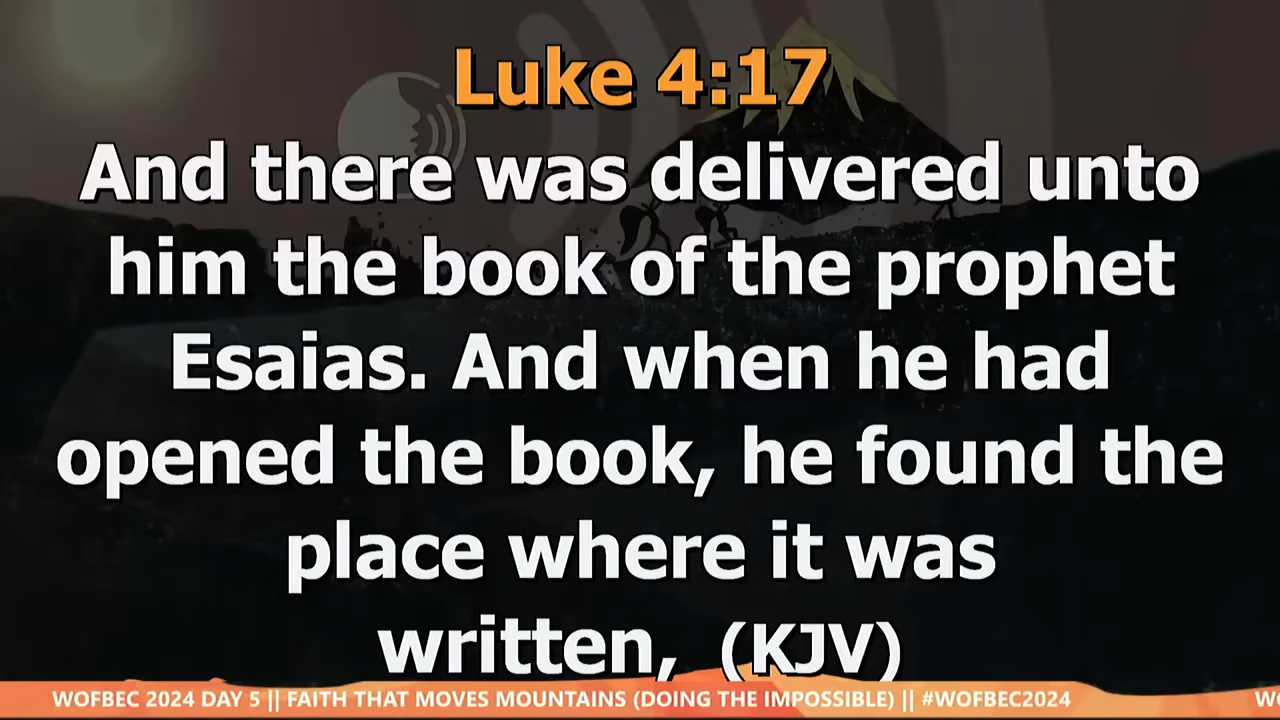 Luke 4:17
And there was delivered unto
him the book of the prophet
Esaias. And when he had
opened the book, he found the
place where it was
written, (KJV)
WOFBEC 2024 DAY 5 || FAITH THAT MOVES MOUNTAINS (DOING THE IMPOSSIBLE) || #WOFBEC2024